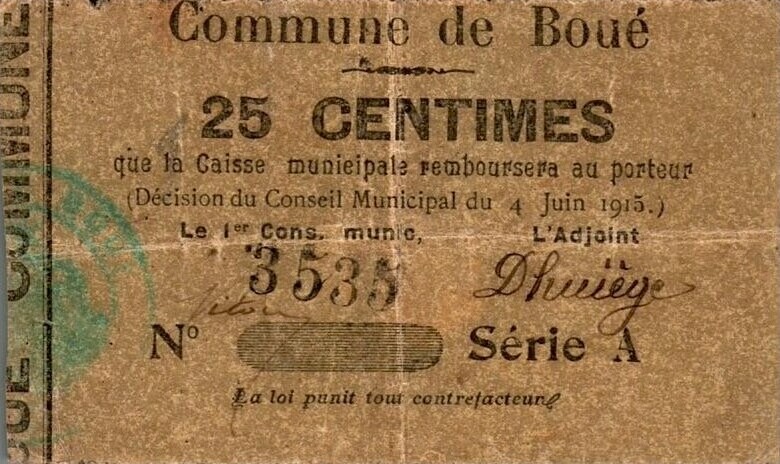 Commune de Boué
25 CENTIMES
que la Caisse municipale remboursera au porteur
(Décision du Conseil Municipal du 4 Juin 1915.)
Le 1er Cons. munic, L'Adjoint
3535
Dhuiège
No Série A
La loi punit tout contrefacteur
COMMUNE